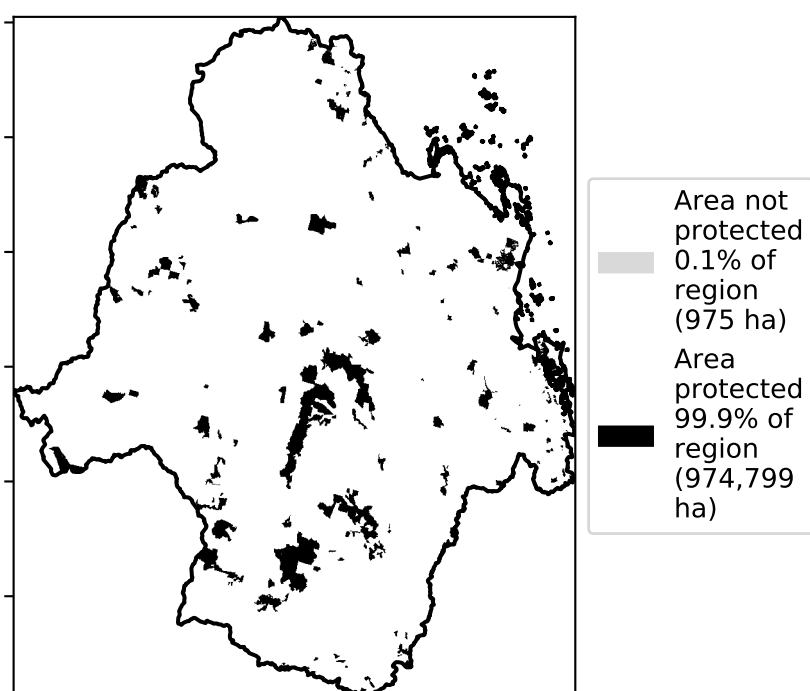 Area not
protected
0.1% of
region
(975 ha)
Area
protected
99.9% of
region
(974,799
ha)